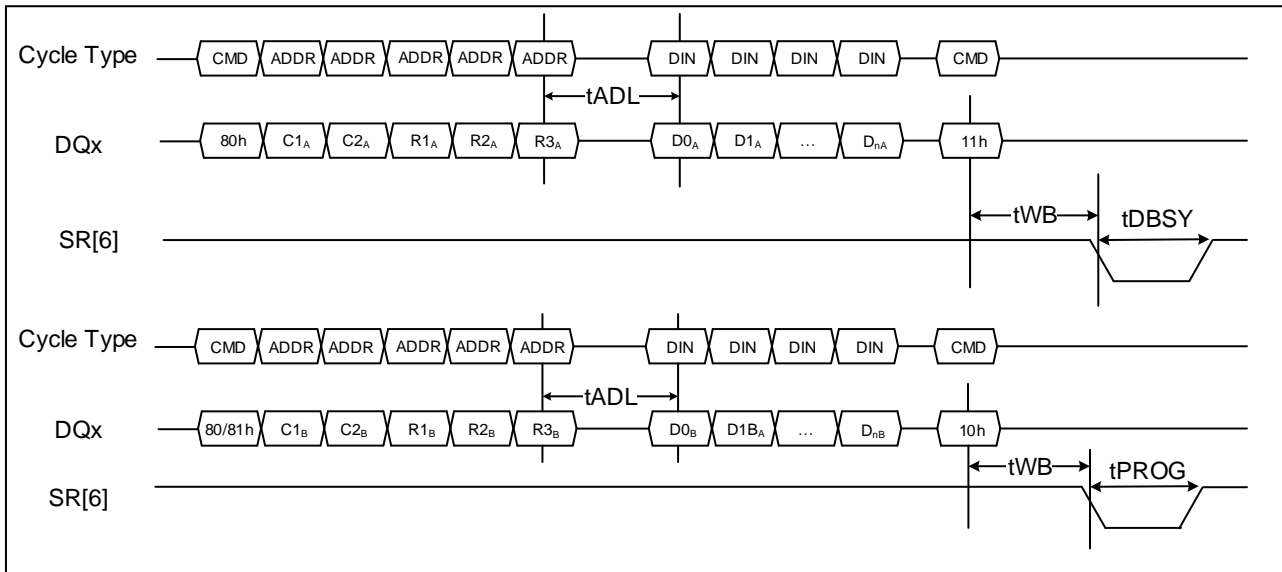 Cycle Type CMD ADDR ADDR ADDR ADDR ADDR DIN DIN DIN DIN CMD
tADL
DQx 80h C1A C2A R1A R2A R3A D0A D1A ... DnA 11h
tWB tDBSY
SR[6]
Cycle Type CMD ADDR ADDR ADDR ADDR ADDR DIN DIN DIN DIN CMD
tADL
DQx 80/81h C1B C2B R1B R2B R3B D0B D1BA ... DnB 10h
tWB tPROG
SR[6]